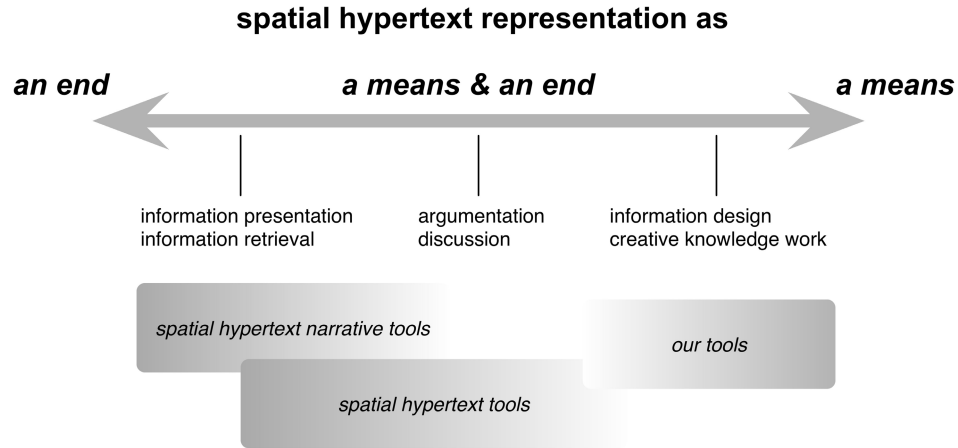 spatial hypertext representation as
an end
a means & an end
a means
information presentation
information retrieval
argumentation
discussion
information design
creative knowledge work
spatial hypertext narrative tools
our tools
spatial hypertext tools